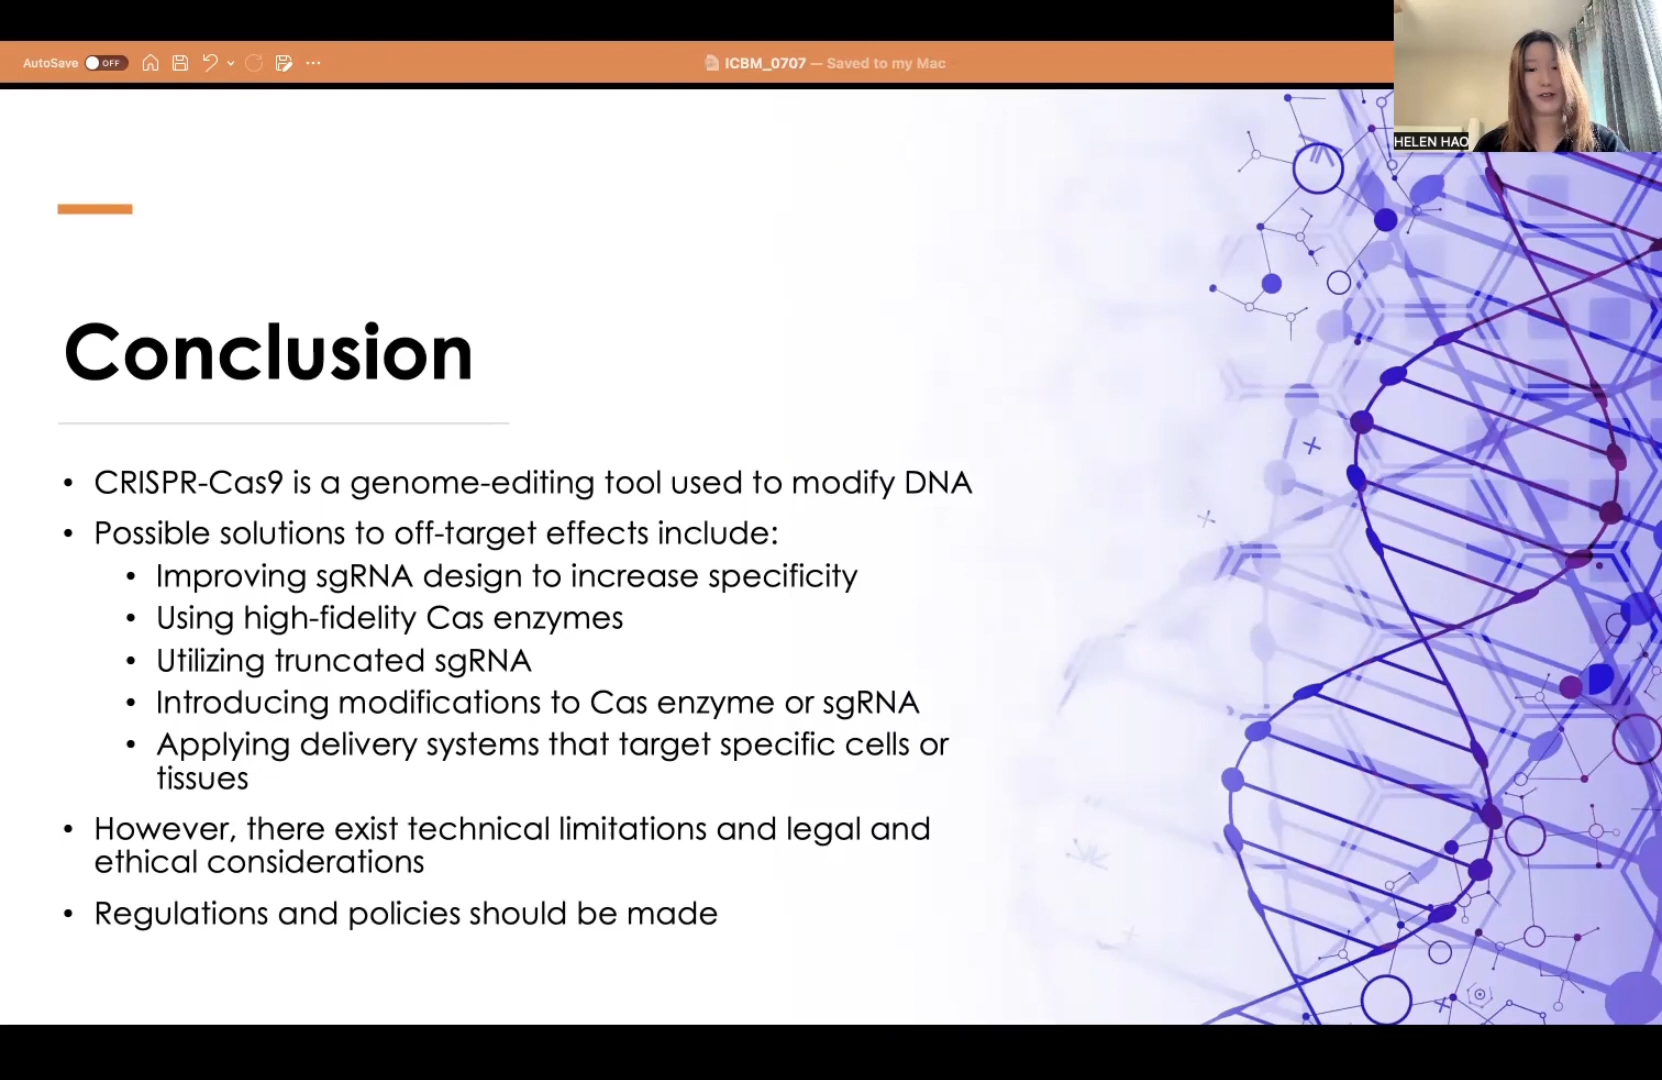 AutoSave OFF ICBM_0707 — Saved to my Mac
HELEN HAO
Conclusion
• CRISPR-Cas9 is a genome-editing tool used to modify DNA
• Possible solutions to off-target effects include:
• Improving sgRNA design to increase specificity
• Using high-fidelity Cas enzymes
• Utilizing truncated sgRNA
• Introducing modifications to Cas enzyme or sgRNA
• Applying delivery systems that target specific cells or
tissues
• However, there exist technical limitations and legal and
ethical considerations
• Regulations and policies should be made